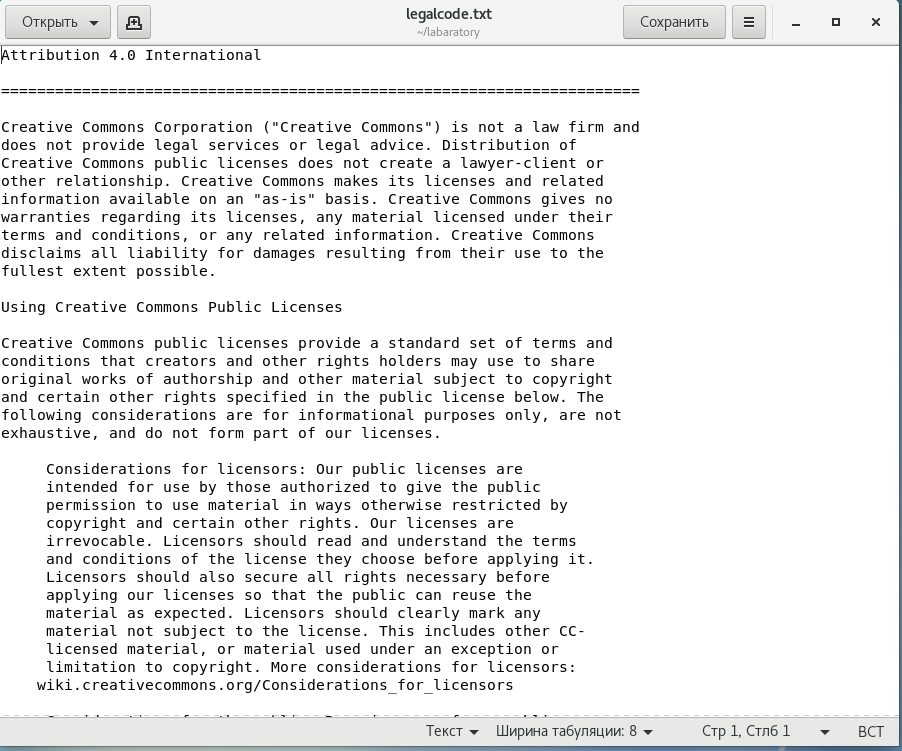 Открыть
legalcode.txt
~/labaratory
Сохранить
Attribution 4.0 International
=======================================================================
Creative Commons Corporation ("Creative Commons") is not a law firm and
does not provide legal services or legal advice. Distribution of
Creative Commons public licenses does not create a lawyer-client or
other relationship. Creative Commons makes its licenses and related
information available on an "as-is" basis. Creative Commons gives no
warranties regarding its licenses, any material licensed under their
terms and conditions, or any related information. Creative Commons
disclaims all liability for damages resulting from their use to the
fullest extent possible.
Using Creative Commons Public Licenses
Creative Commons public licenses provide a standard set of terms and
conditions that creators and other rights holders may use to share
original works of authorship and other material subject to copyright
and certain other rights specified in the public license below. The
following considerations are for informational purposes only, are not
exhaustive, and do not form part of our licenses.
Considerations for licensors: Our public licenses are
intended for use by those authorized to give the public
permission to use material in ways otherwise restricted by
copyright and certain other rights. Our licenses are
irrevocable. Licensors should read and understand the terms
and conditions of the license they choose before applying it.
Licensors should also secure all rights necessary before
applying our licenses so that the public can reuse the
material as expected. Licensors should clearly mark any
material not subject to the license. This includes other CC-
licensed material, or material used under an exception or
limitation to copyright. More considerations for licensors:
wiki.creativecommons.org/Considerations_for_licensors
Текст Ширина табуляции: 8 Стр 1, Стлб 1 ВСТ